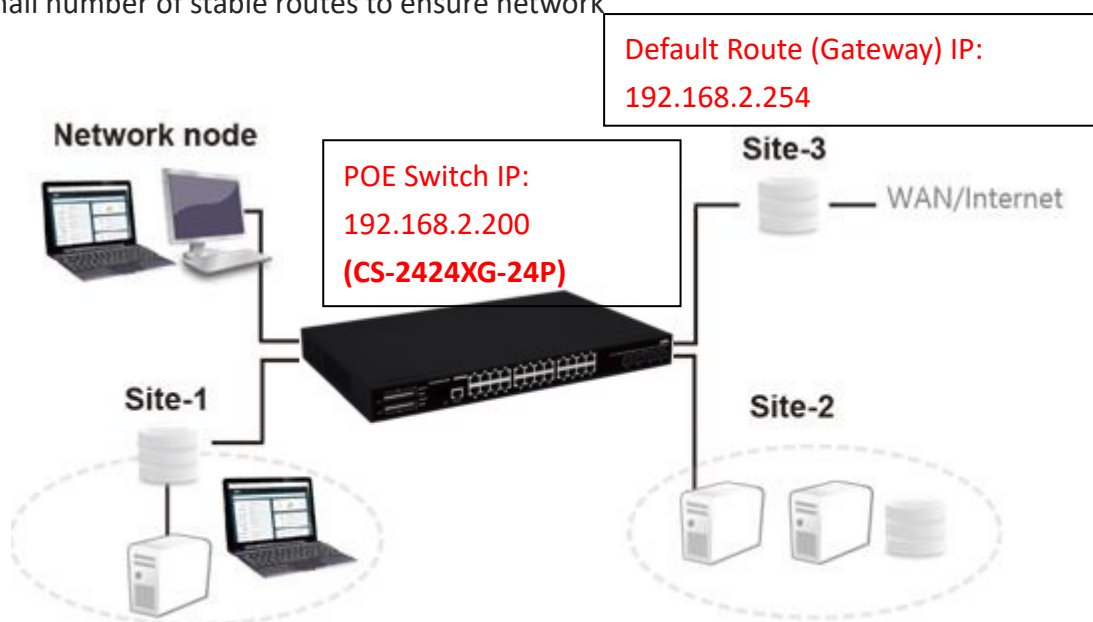 nall number of stable routes to ensure network
Default Route (Gateway) IP:
192.168.2.254
Network node
POE Switch IP:
192.168.2.200
(CS-2424XG-24P)
Site-3
WAN/Internet
Site-1
Site-2